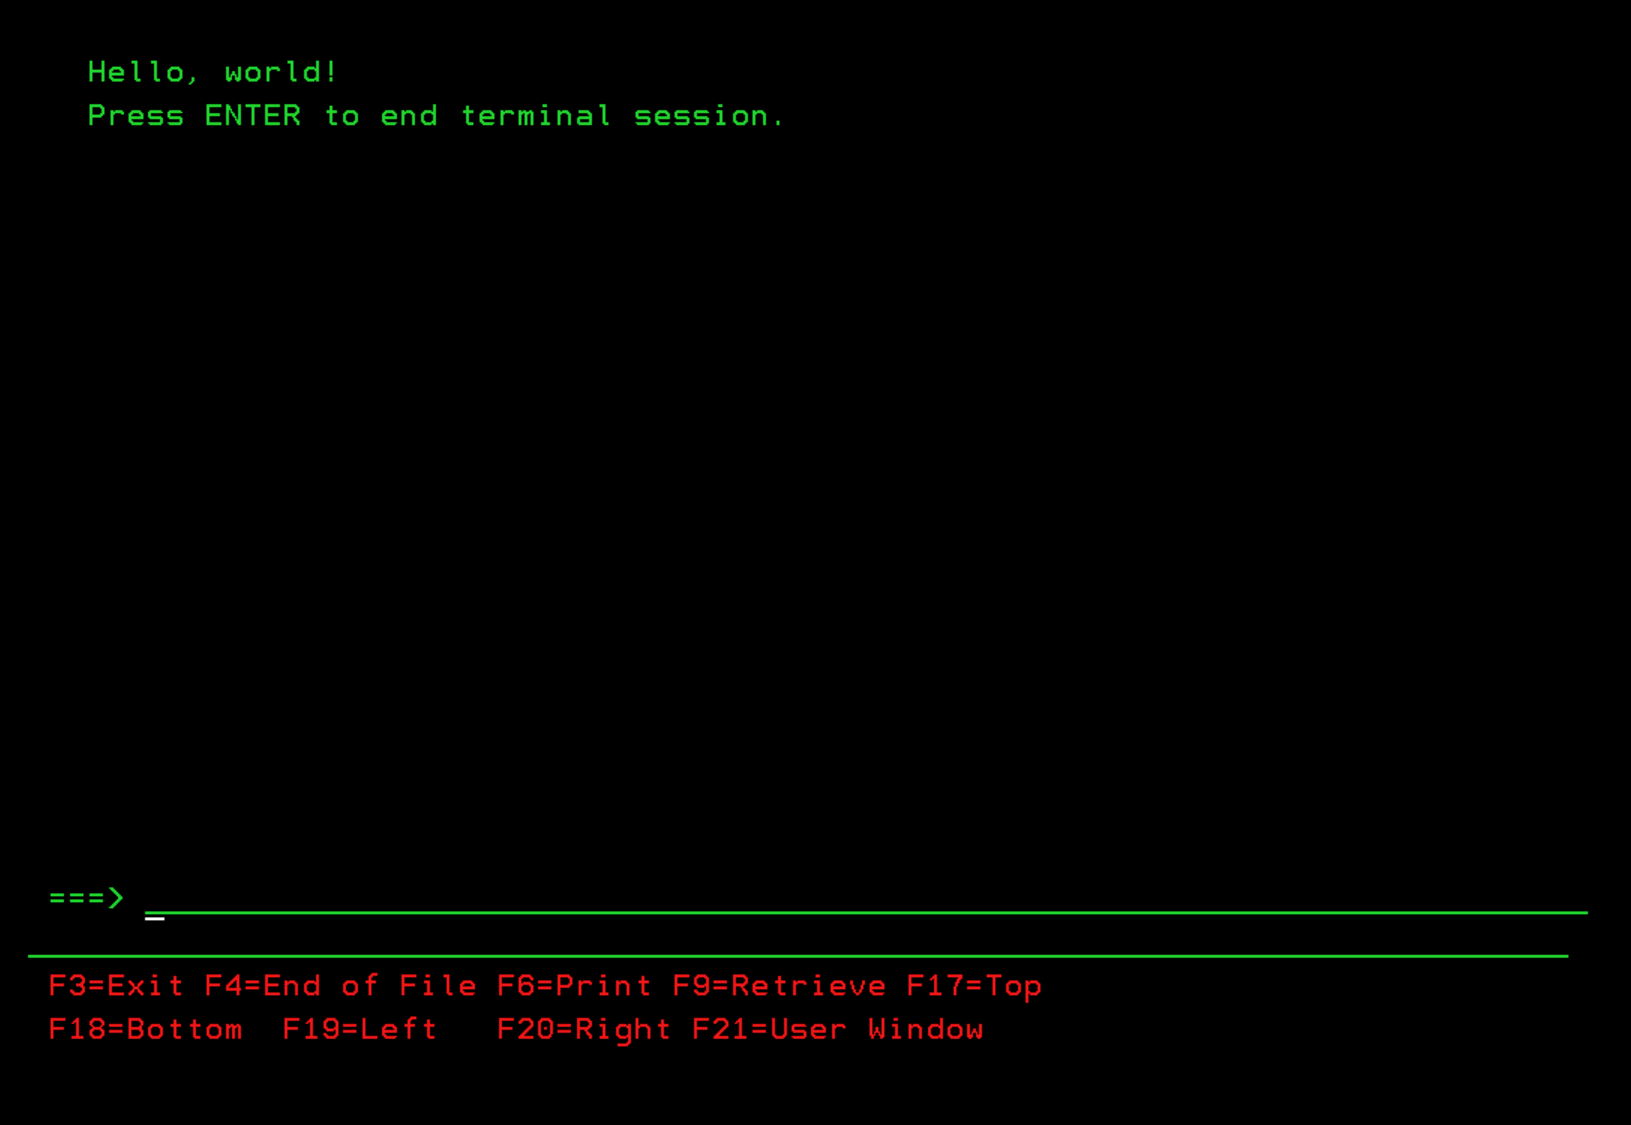 Hello, world!
Press ENTER to end terminal session.
===>
F3=Exit F4=End of File F6=Print F9=Retrieve F17=Top
F18=Bottom  F19=Left   F20=Right F21=User Window